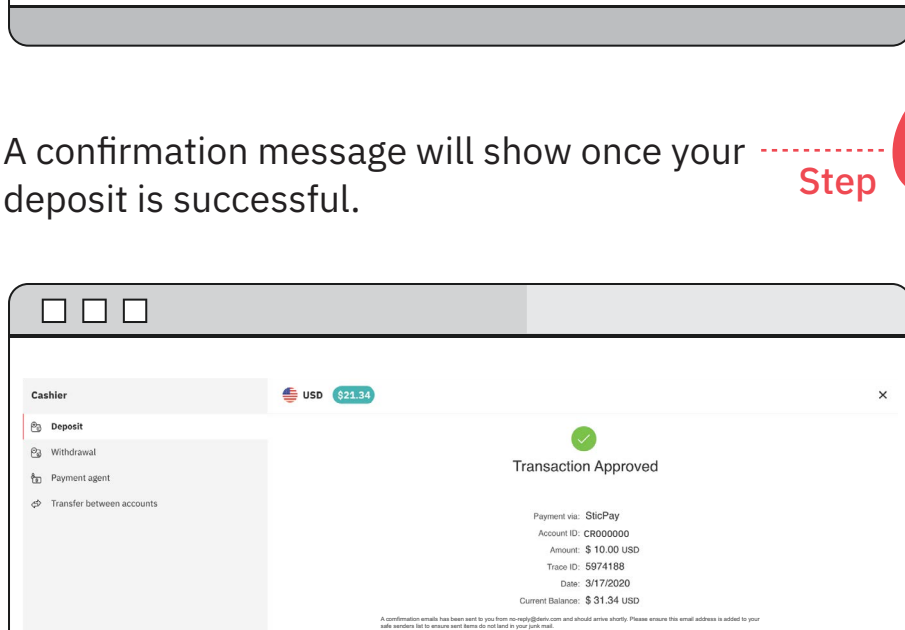 A confirmation message will show once your
deposit is successful.
Step
Cashier
USD $21.34
Deposit
Withdrawal
Payment agent
Transfer between accounts
Transaction Approved
Payment via: SticPay
Account ID: CR000000
Amount: $ 10.00 USD
Trace ID: 5974188
Date: 3/17/2020
Current Balance: $ 31.34 USD
A comfirmation emails has been sent to you from no-reply@deriv.com and should arrive shortly. Please ensure this email address is added to your
safe senders list to ensure sent items do not land in your junk mail.